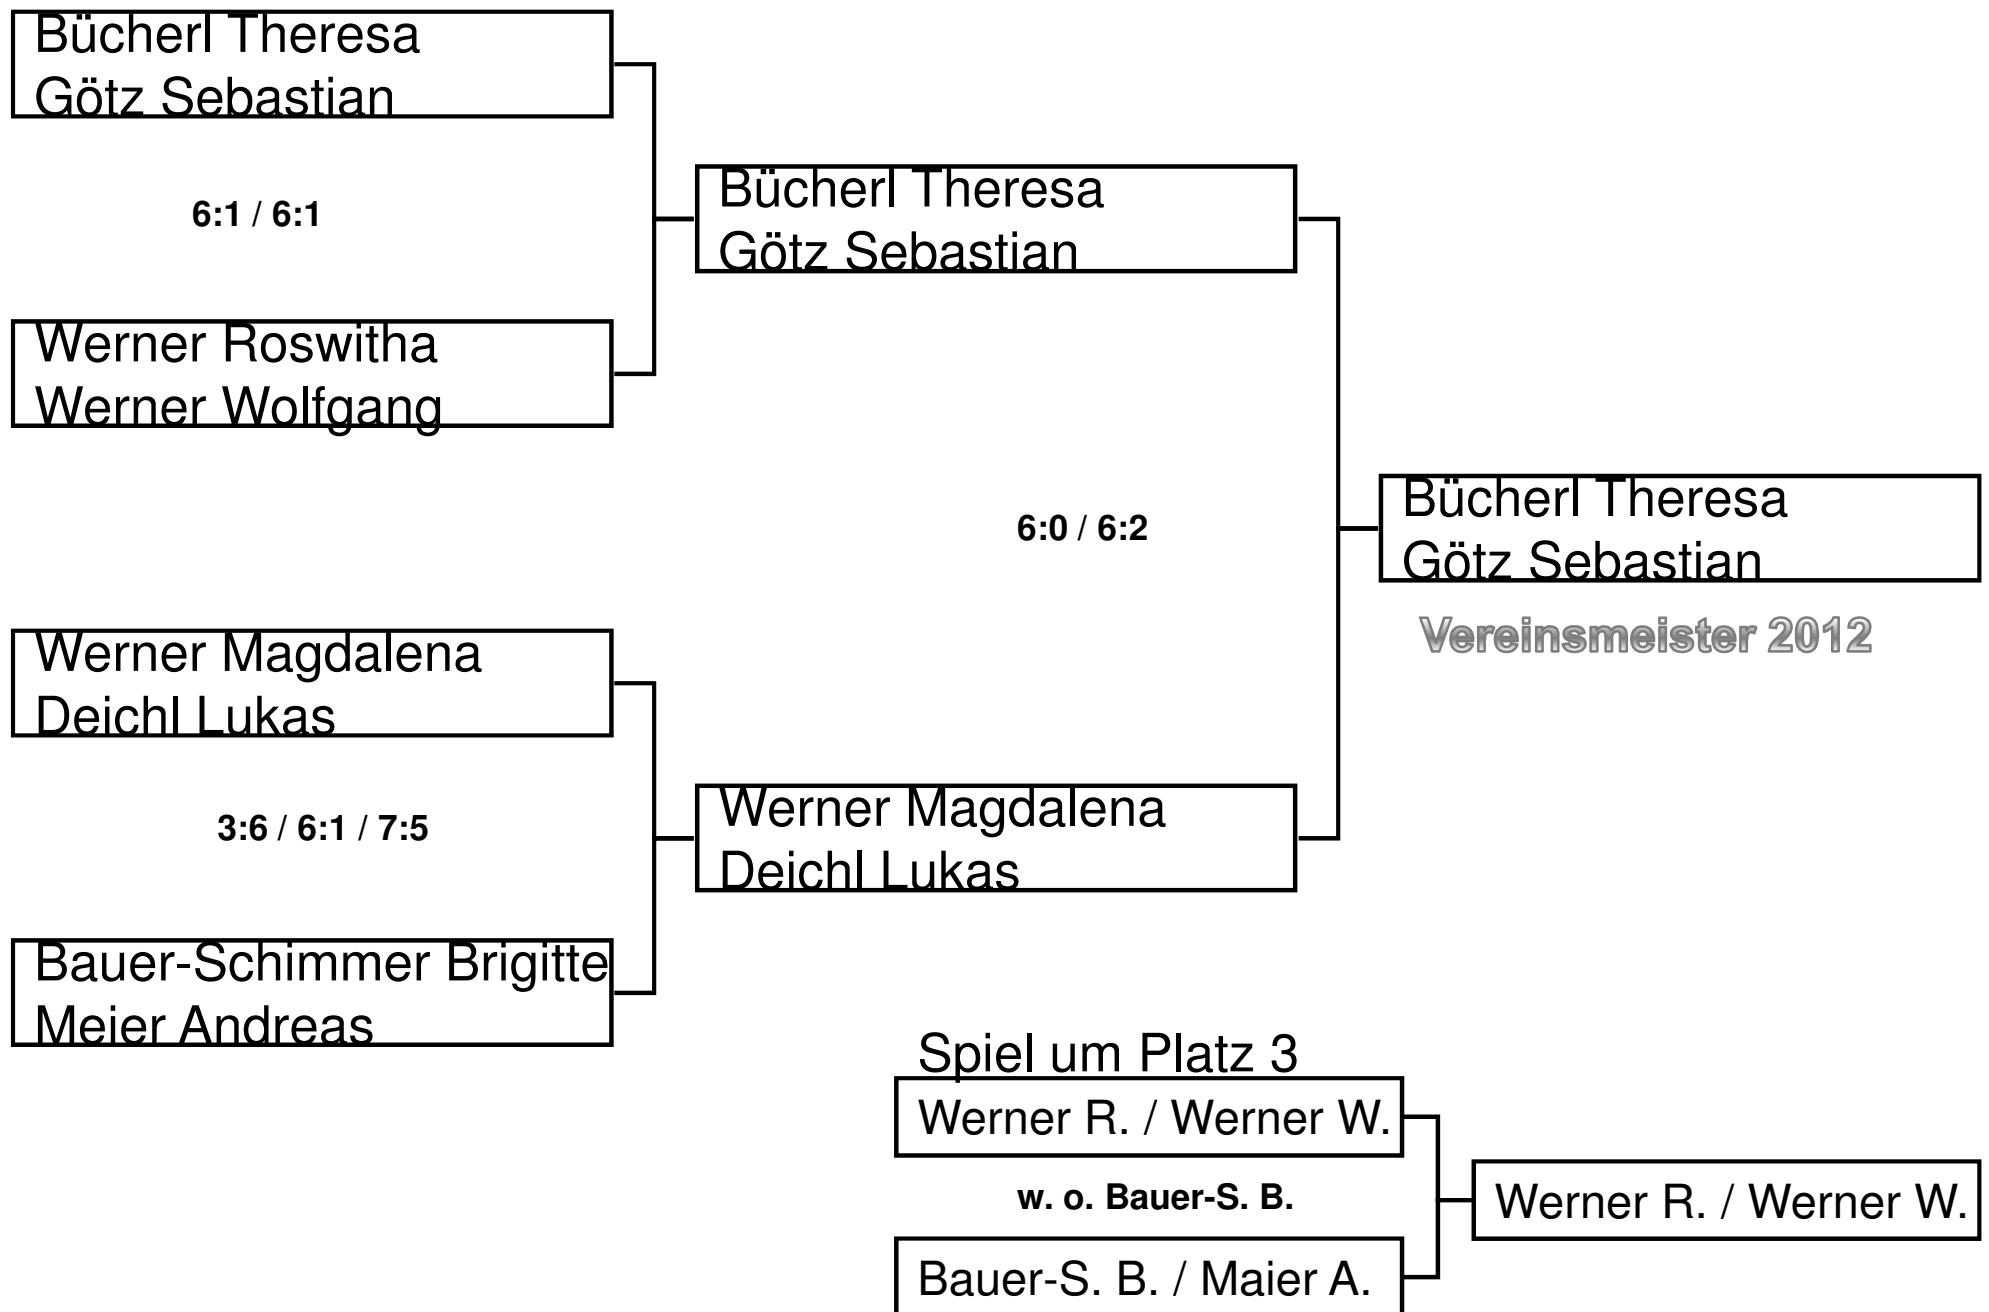 Bücherl Theresa
Götz Sebastian
6:1 / 6:1
Werner Roswitha
Werner Wolfgang
Bücherl Theresa
Götz Sebastian
Werner Magdalena
Deichl Lukas
3:6 / 6:1 / 7:5
Bauer-Schimmer Brigitte
Meier Andreas
Werner Magdalena
Deichl Lukas
6:0 / 6:2
Bücherl Theresa
Götz Sebastian
Vereinsmeister 2012
Spiel um Platz 3
Werner R. / Werner W.
w. o. Bauer-S. B.
Bauer-S. B. / Maier A.
Werner R. / Werner W.